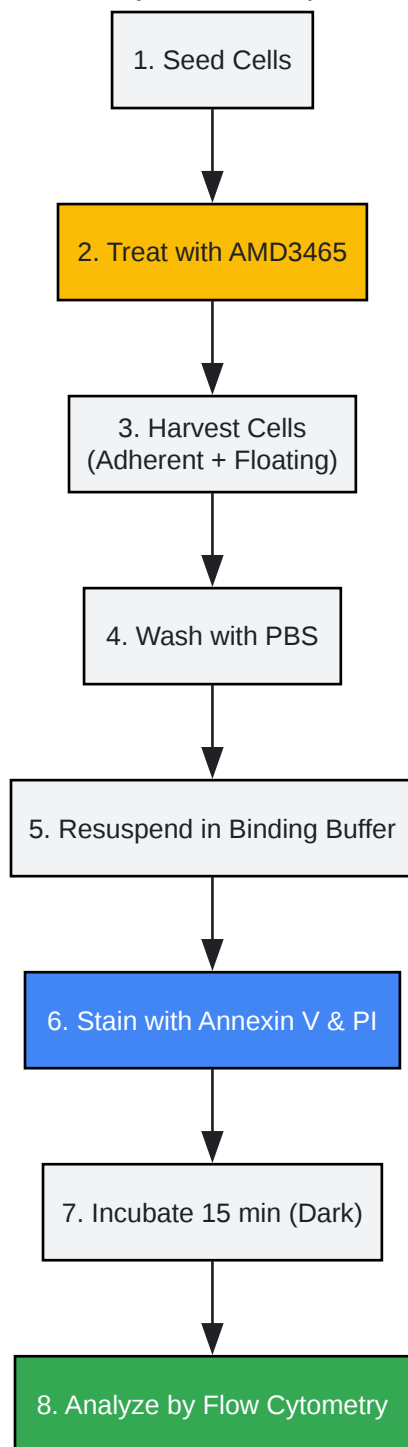 1. Seed Cells
2. Treat with AMD3465
3. Harvest Cells
(Adherent + Floating)
4. Wash with PBS
5. Resuspend in Binding Buffer
6. Stain with Annexin V & PI
7. Incubate 15 min (Dark)
8. Analyze by Flow Cytometry